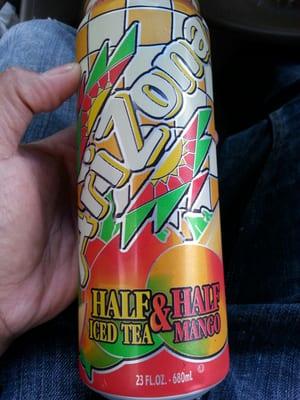 AriZona
HALF & HALF
ICED TEA MANGO
23 FL.OZ. - 680mL